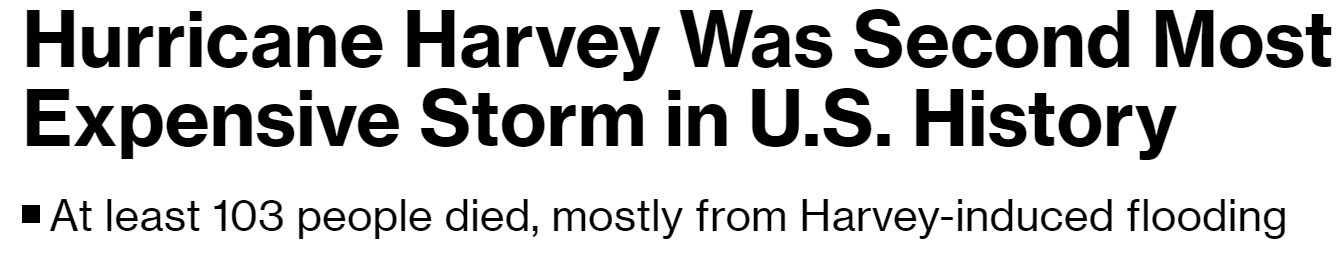 Hurricane Harvey Was Second Most
Expensive Storm in U.S. History
■ At least 103 people died, mostly from Harvey-induced flooding